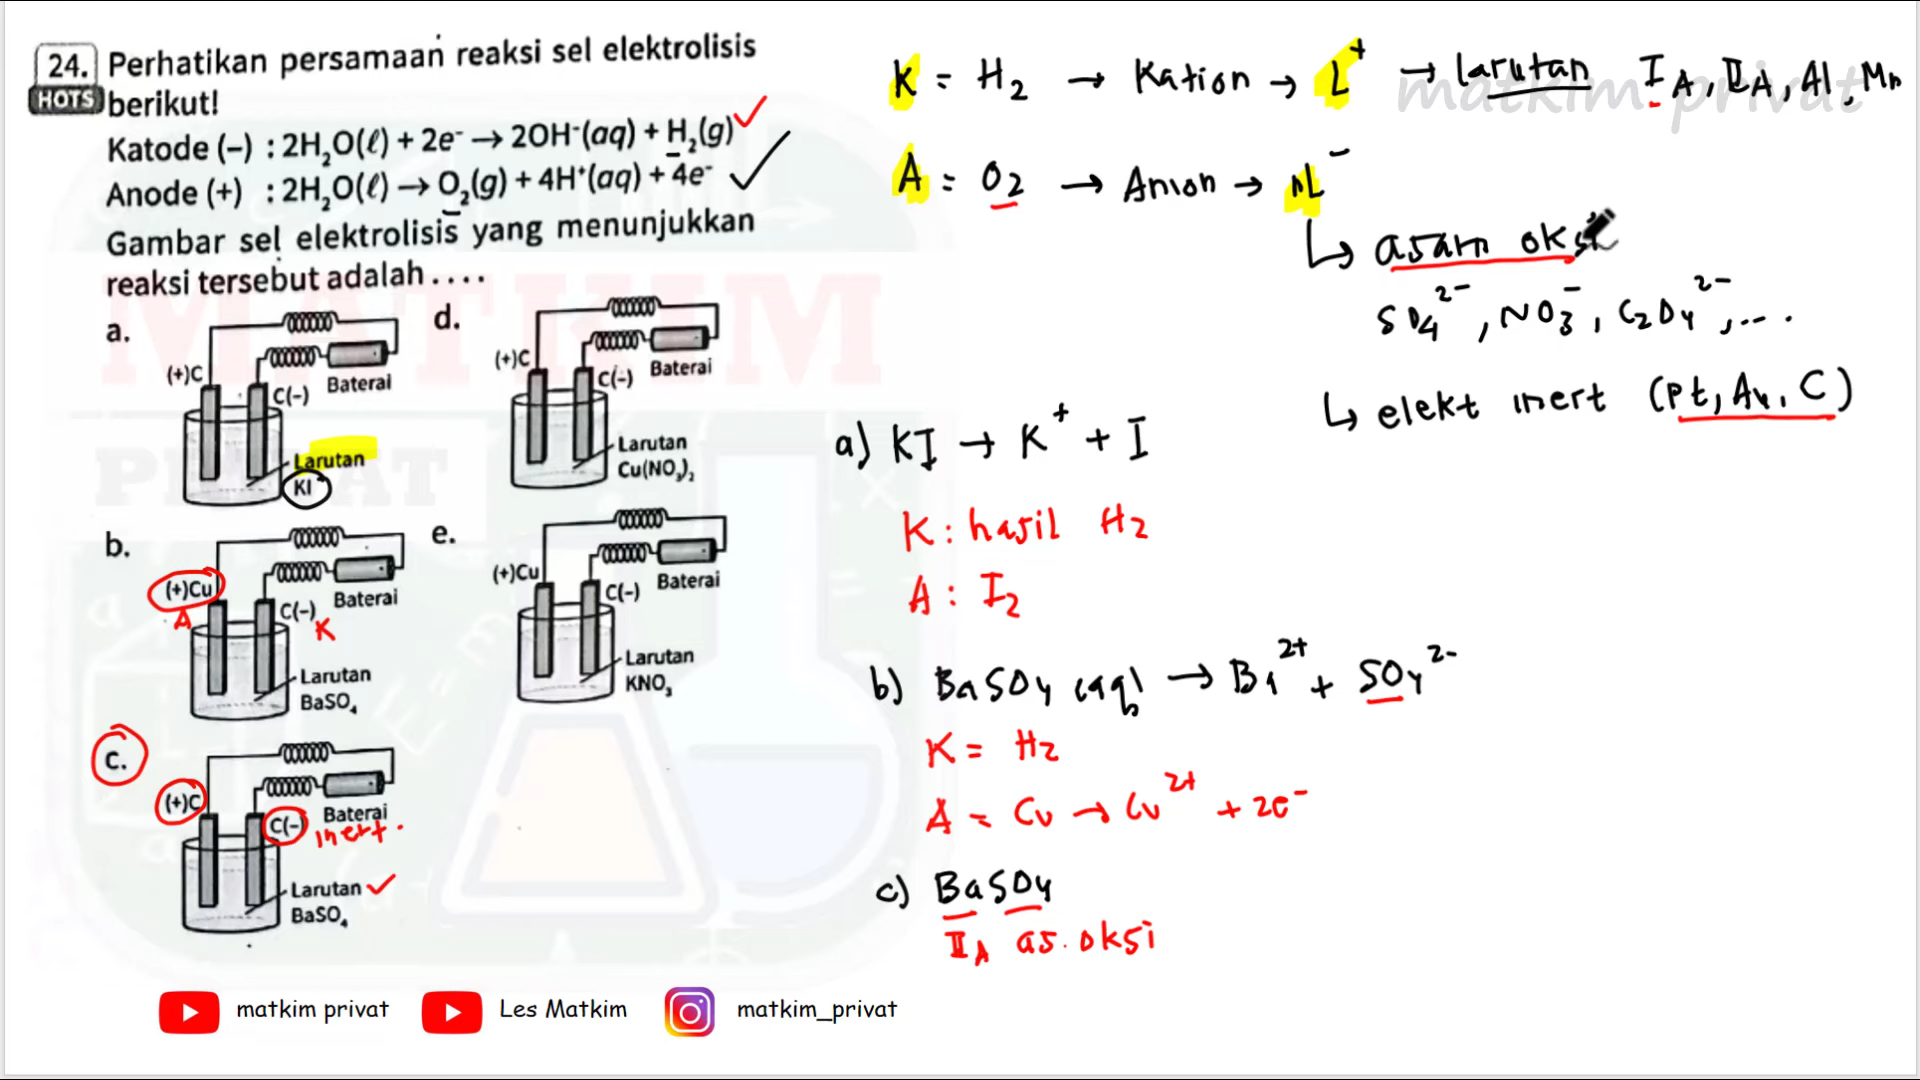 24.
HOTS
Perhatikan persamaan reaksi sel elektrolisis
berikut!
Katode (–) : 2H₂O(ℓ) + 2e⁻ → 2OH⁻(aq) + H₂(g)
Anode (+) : 2H₂O(ℓ) → O₂(g) + 4H⁺(aq) + 4e⁻
Gambar sel elektrolisis yang menunjukkan
reaksi tersebut adalah . . . .
a.
(+)C
C(–)
Baterai
Larutan
KI
b.
(+)Cu
A
C(–)
K
Baterai
Larutan
BaSO₄
c.
(+)C
C(–)
Baterai
inert.
Larutan
BaSO₄
d.
(+)C
C(–)
Baterai
Larutan
Cu(NO₃)₂
e.
(+)Cu
C(–)
Baterai
Larutan
KNO₃
K = H₂ → Kation → L⁺ → larutan IA, IIA, Al, Mn
matkim privat
A = O₂ → Anion → nL⁻
↳ asam oksi
SO₄²⁻, NO₃⁻, C₂O₄²⁻, ....
↳ elekt inert (Pt, Au, C)
a) KI → K⁺ + I
K : hasil H₂
A : I₂
b) BaSO₄ (aq) → Ba²⁺ + SO₄²⁻
K = H₂
A = Cu → Cu²⁺ + 2e⁻
c) BaSO₄
IIA as. oksi
MATKIM
PRIVAT
matkim privat
Les Matkim
matkim_privat